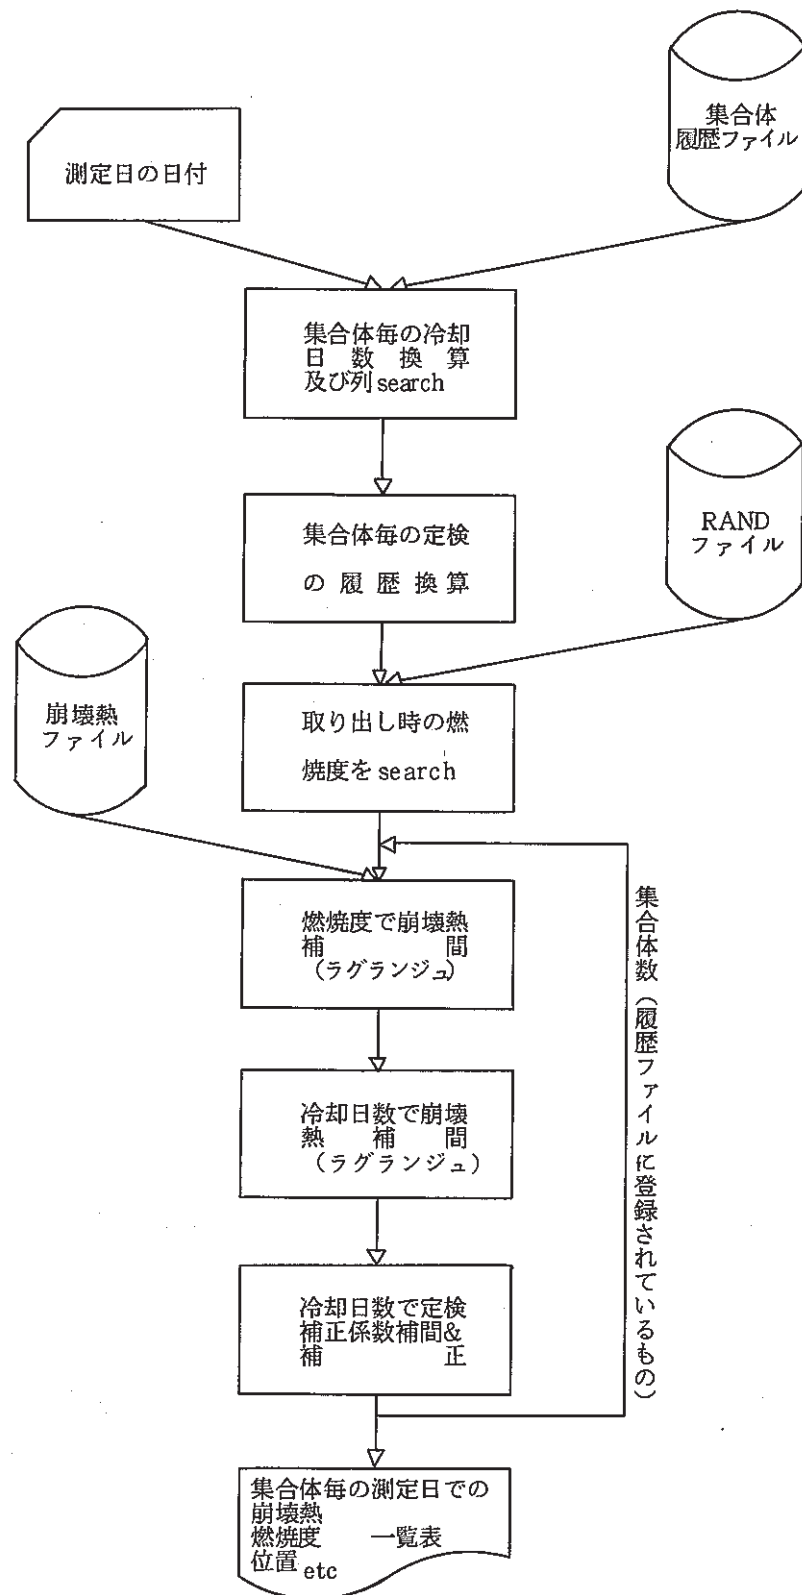 集合体
履歴ファイル
測定日の日付
集合体毎の冷却
日数換算
及び列search
集合体毎の定検
の履歴換算
RAND
ファイル
取り出し時の燃
焼度をsearch
崩壊熱
ファイル
燃焼度で崩壊熱
補間
(ラグランジュ)
冷却日数で崩壊
熱補間
(ラグランジュ)
冷却日数で定検
補正係数補間&
補正
集合体数(履歴ファイルに登録されているもの)
集合体毎の測定日での
崩壊熱
燃焼度 一覧表
位置etc